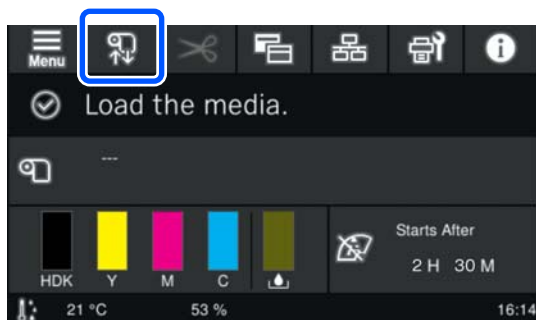 Menu
Load the media.
---
Starts After
2 H 30 M
HDK Y M C
21 °C 53 % 16:14